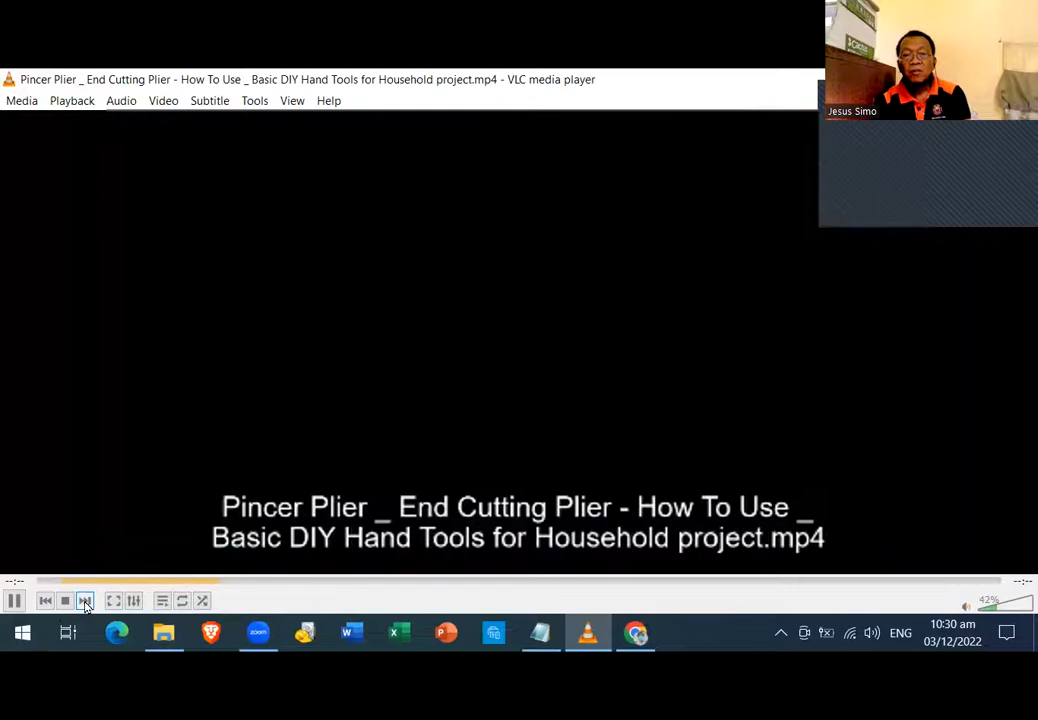 Pincer Plier _ End Cutting Plier - How To Use _ Basic DIY Hand Tools for Household project.mp4 - VLC media player
Media Playback Audio Video Subtitle Tools View Help
Jesus Simo
Pincer Plier _ End Cutting Plier - How To Use _
Basic DIY Hand Tools for Household project.mp4
--:-- --:--
42%
zoom
ENG
10:30 am
03/12/2022